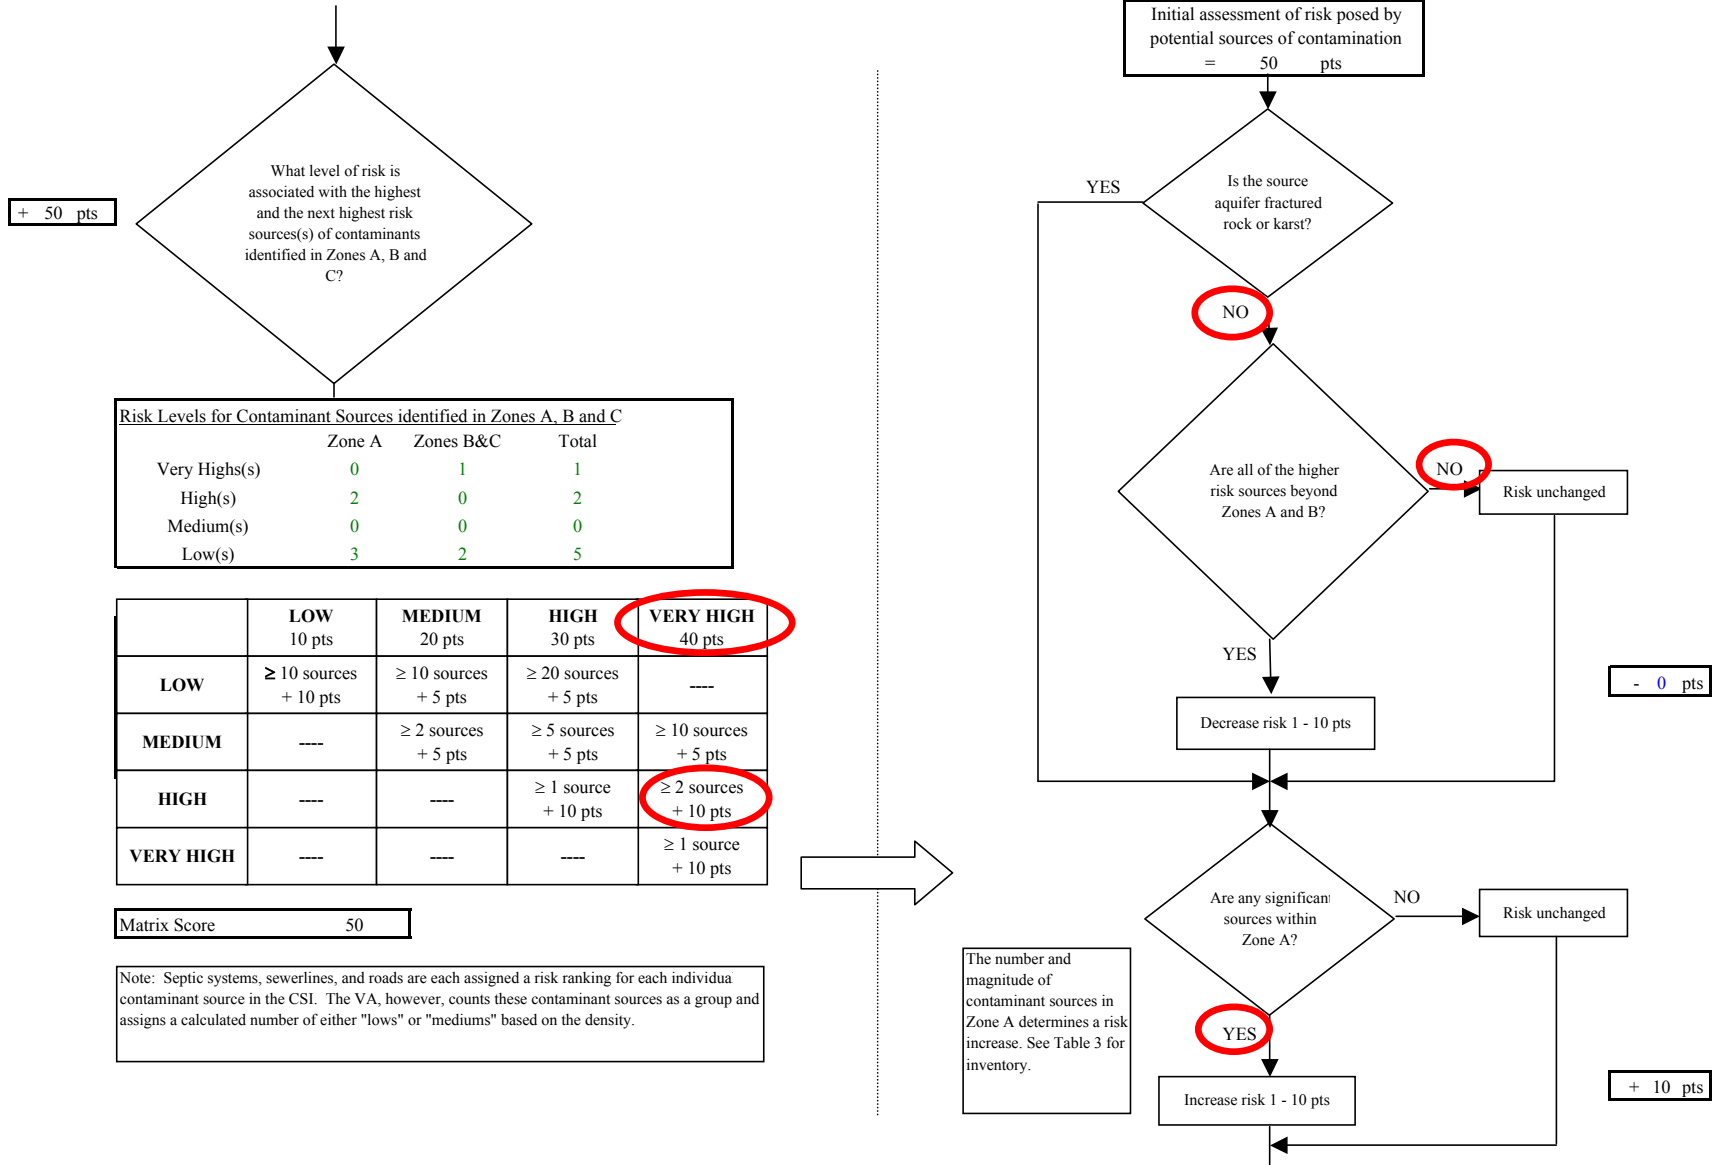 + 50 pts
What level of risk is
associated with the highest
and the next highest risk
sources(s) of contaminants
identified in Zones A, B and
C?
Risk Levels for Contaminant Sources identified in Zones A, B and C
Zone A Zones B&C Total
Very Highs(s) 0 1 1
High(s) 2 0 2
Medium(s) 0 0 0
Low(s) 3 2 5
LOW MEDIUM HIGH VERY HIGH
10 pts 20 pts 30 pts 40 pts
LOW ≥ 10 sources + 10 pts ≥ 10 sources + 5 pts ≥ 20 sources + 5 pts ----
MEDIUM ---- ≥ 2 sources + 5 pts ≥ 5 sources + 5 pts ≥ 10 sources + 5 pts
HIGH ---- ---- ≥ 1 source + 10 pts ≥ 2 sources + 10 pts
VERY HIGH ---- ---- ---- ≥ 1 source + 10 pts
Matrix Score 50
Note: Septic systems, sewerlines, and roads are each assigned a risk ranking for each individua
contaminant source in the CSI. The VA, however, counts these contaminant sources as a group and
assigns a calculated number of either "lows" or "mediums" based on the density.
Initial assessment of risk posed by
potential sources of contamination
= 50 pts
Is the source
aquifer fractured
rock or karst?
YES
NO
Are all of the higher
risk sources beyond
Zones A and B?
NO
Risk unchanged
YES
Decrease risk 1 - 10 pts
- 0 pts
Are any significant
sources within
Zone A?
NO
Risk unchanged
The number and
magnitude of
contaminant sources in
Zone A determines a risk
increase. See Table 3 for
inventory.
YES
Increase risk 1 - 10 pts
+ 10 pts